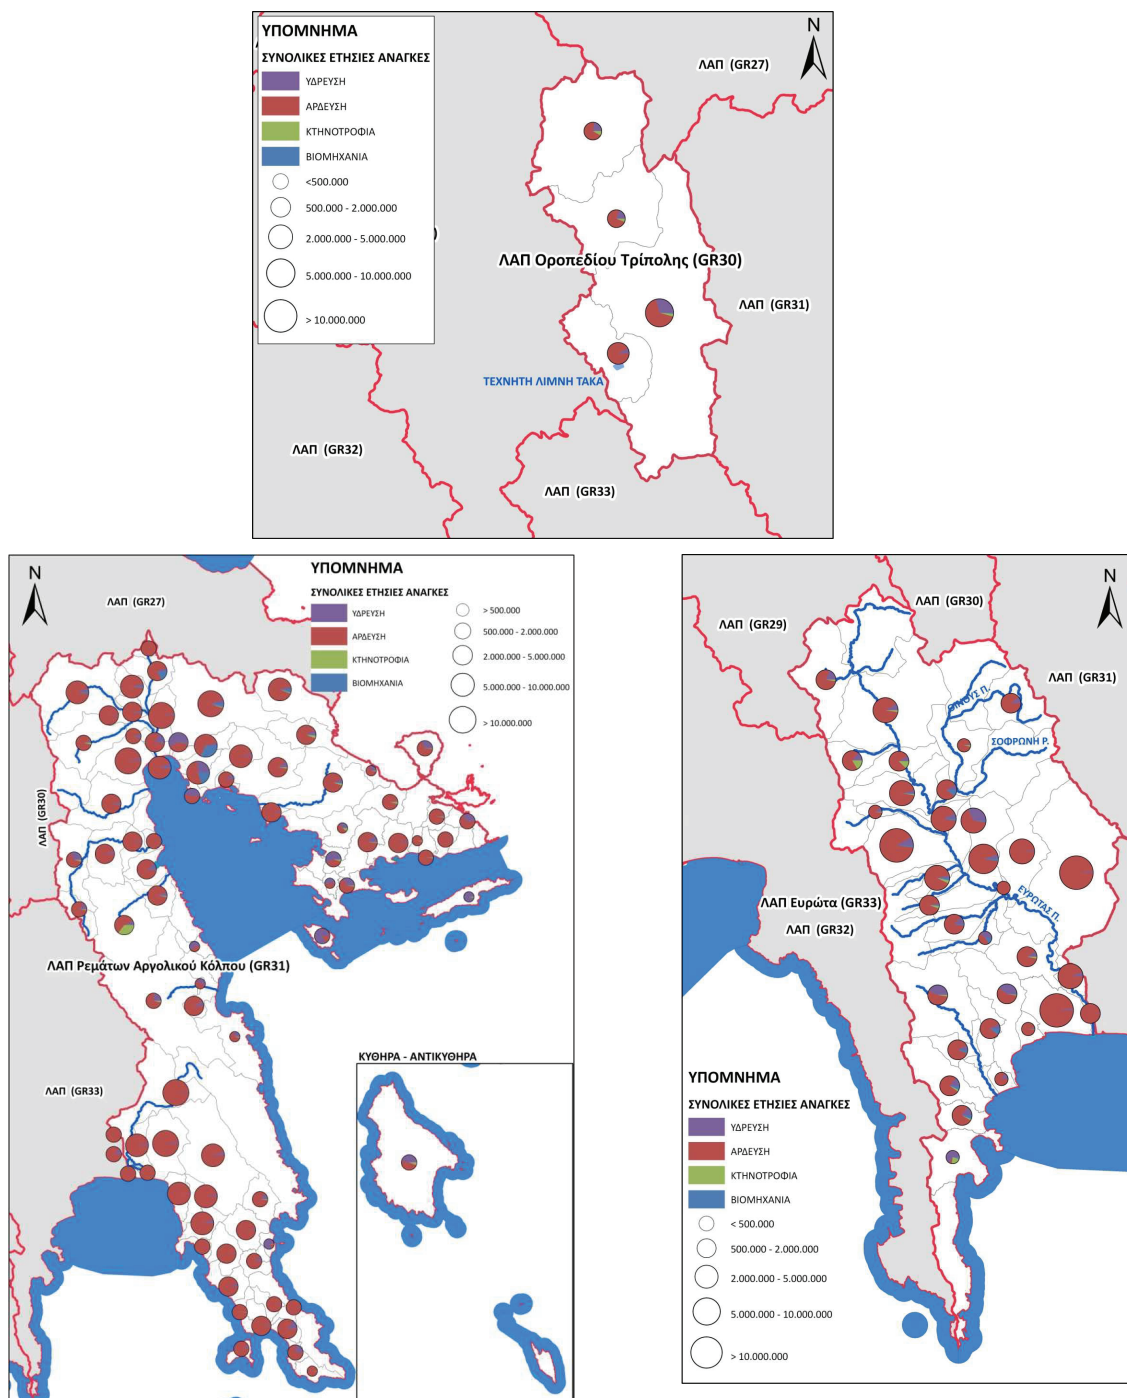 ΥΠΟΜΝΗΜΑ
ΣΥΝΟΛΙΚΕΣ ΕΤΗΣΙΕΣ ΑΝΑΓΚΕΣ
ΥΔΡΕΥΣΗ
ΑΡΔΕΥΣΗ
ΚΤΗΝΟΤΡΟΦΙΑ
ΒΙΟΜΗΧΑΝΙΑ
<500.000
500.000 - 2.000.000
2.000.000 - 5.000.000
5.000.000 - 10.000.000
> 10.000.000
N
ΛΑΠ (GR27)
ΛΑΠ Οροπεδίου Τρίπολης (GR30)
ΛΑΠ (GR31)
ΤΕΧΝΗΤΗ ΛΙΜΝΗ ΤΑΚΑ
ΛΑΠ (GR32)
ΛΑΠ (GR33)
N
ΛΑΠ (GR27)
ΥΠΟΜΝΗΜΑ
ΣΥΝΟΛΙΚΕΣ ΕΤΗΣΙΕΣ ΑΝΑΓΚΕΣ
ΥΔΡΕΥΣΗ
ΑΡΔΕΥΣΗ
ΚΤΗΝΟΤΡΟΦΙΑ
ΒΙΟΜΗΧΑΝΙΑ
> 500.000
500.000 - 2.000.000
2.000.000 - 5.000.000
5.000.000 - 10.000.000
> 10.000.000
ΛΑΠ (GR30)
ΛΑΠ Ρεμάτων Αργολικού Κόλπου (GR31)
ΛΑΠ (GR33)
ΚΥΘΗΡΑ - ΑΝΤΙΚΥΘΗΡΑ
N
ΛΑΠ (GR30)
ΛΑΠ (GR29)
ΛΑΠ (GR31)
ΟΙΝΟΥΣ Π.
ΣΟΦΡΩΝΗ Ρ.
ΕΥΡΩΤΑΣ Π.
ΛΑΠ Ευρώτα (GR33)
ΛΑΠ (GR32)
ΥΠΟΜΝΗΜΑ
ΣΥΝΟΛΙΚΕΣ ΕΤΗΣΙΕΣ ΑΝΑΓΚΕΣ
ΥΔΡΕΥΣΗ
ΑΡΔΕΥΣΗ
ΚΤΗΝΟΤΡΟΦΙΑ
ΒΙΟΜΗΧΑΝΙΑ
< 500.000
500.000 - 2.000.000
2.000.000 - 5.000.000
5.000.000 - 10.000.000
> 10.000.000